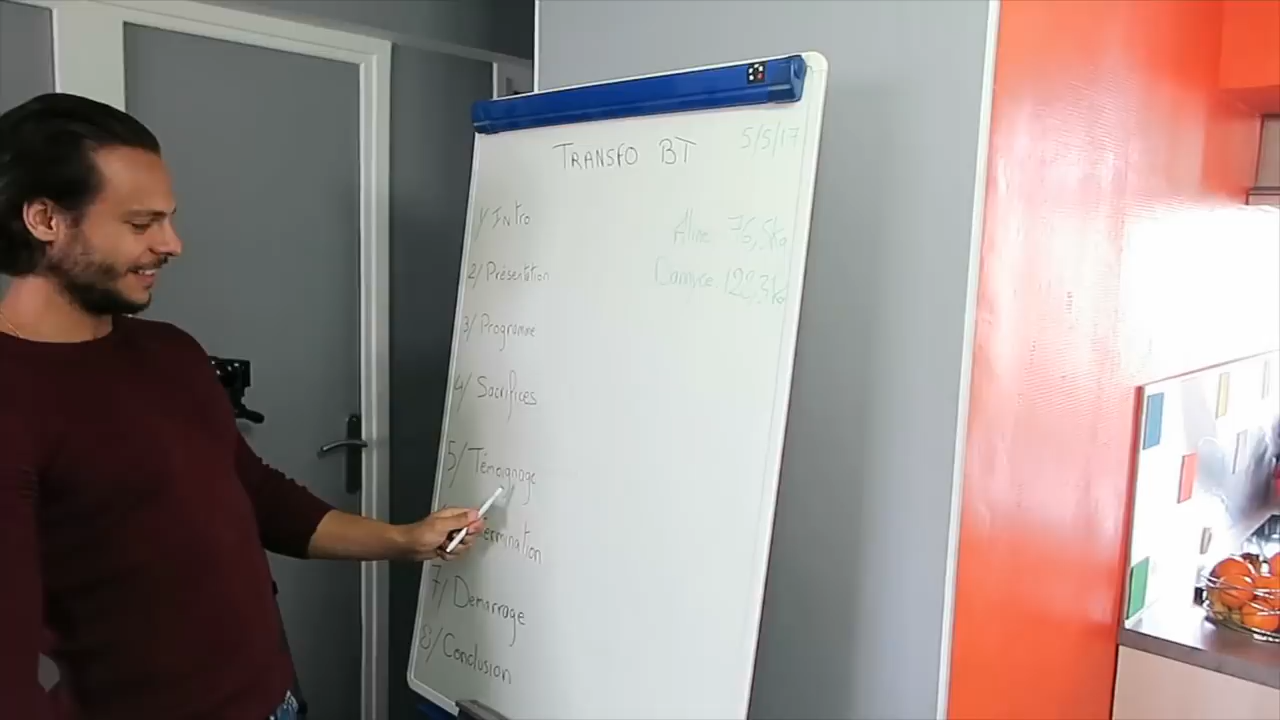 TRANSFO BT 5/5/17
1/ Intro
Aline 76,5kg
2/ Présentation
122,3kg
3/ Programme
4/ Sacrifices
5/ Témoignage
ermination
7/ Démarrage
8/ Conclusion